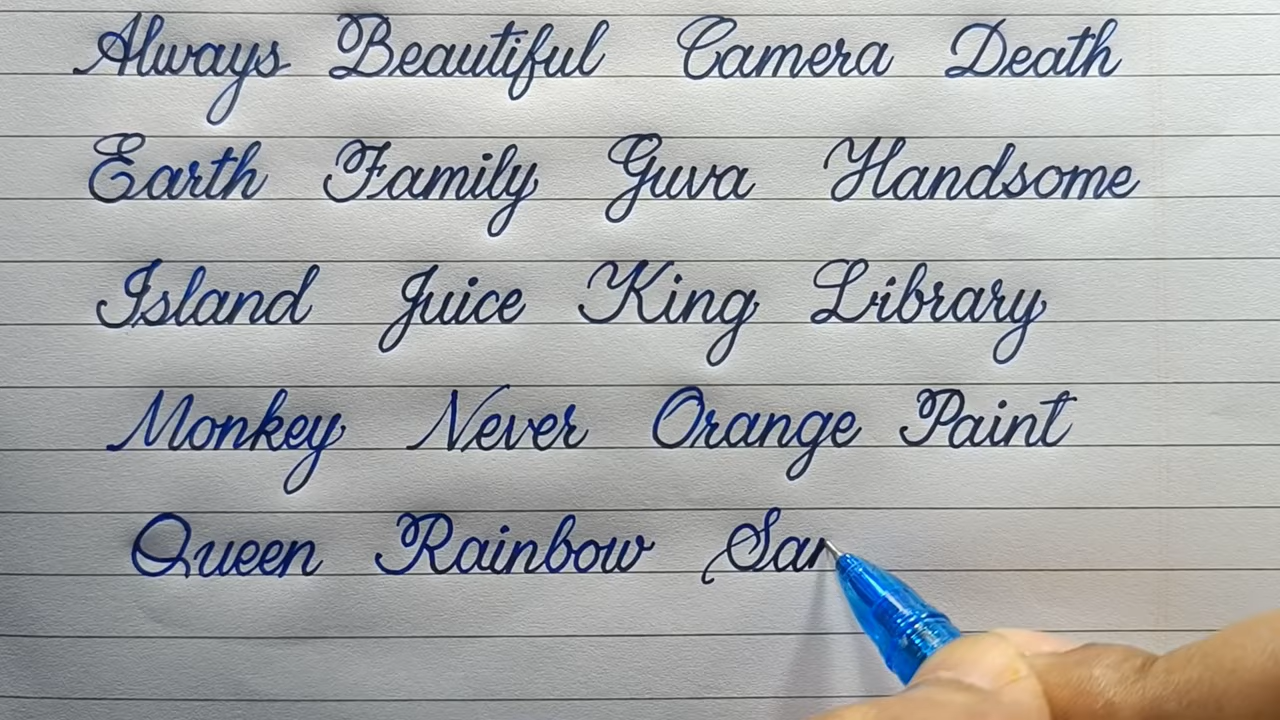 Always Beautiful Camera Death
Earth Family Guva Handsome
Island Juice King Library
Monkey Never Orange Paint
Queen Rainbow